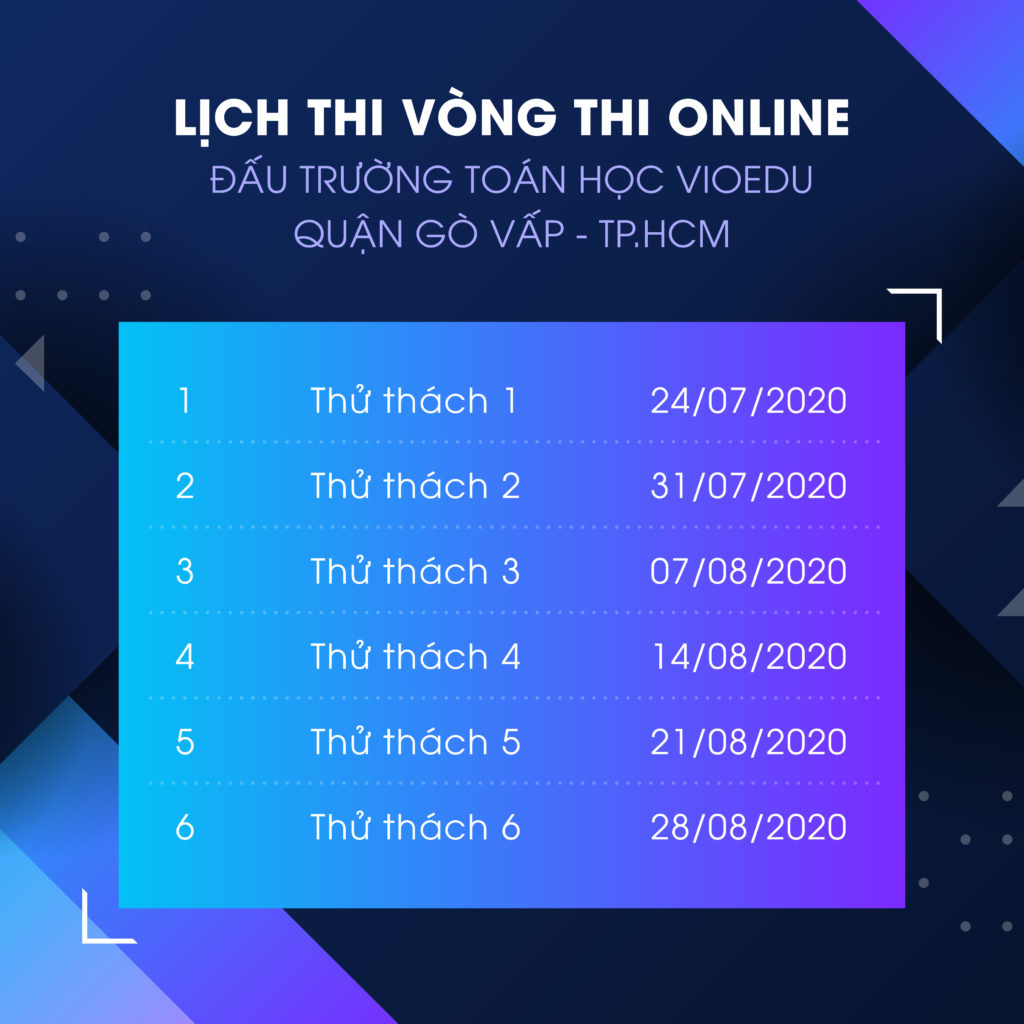 LỊCH THI VÒNG THI ONLINE
ĐẤU TRƯỜNG TOÁN HỌC VIOEDU
QUẬN GÒ VẤP - TP.HCM
1 Thử thách 1 24/07/2020
2 Thử thách 2 31/07/2020
3 Thử thách 3 07/08/2020
4 Thử thách 4 14/08/2020
5 Thử thách 5 21/08/2020
6 Thử thách 6 28/08/2020